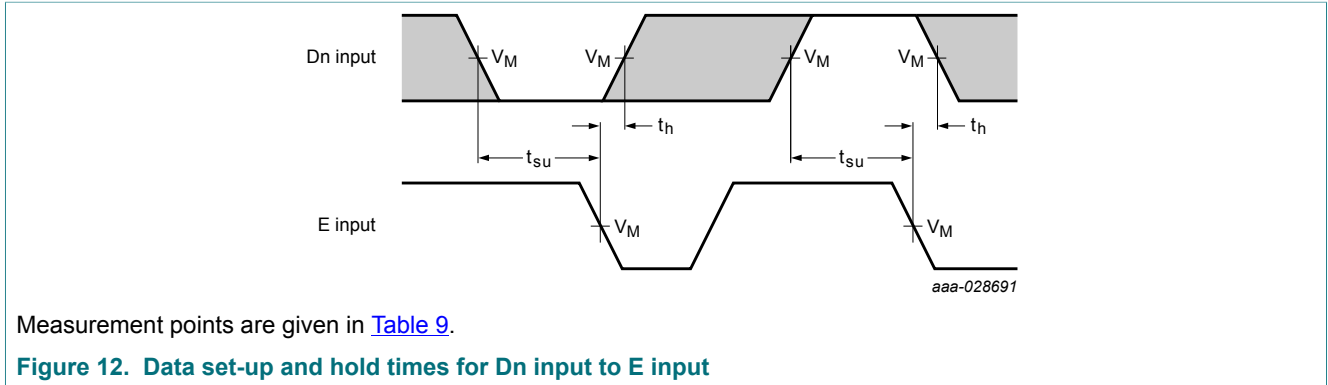 Dn input
VM VM VM VM
th th
tsu tsu
E input
VM VM
aaa-028691
Measurement points are given in Table 9.
Figure 12. Data set-up and hold times for Dn input to E input